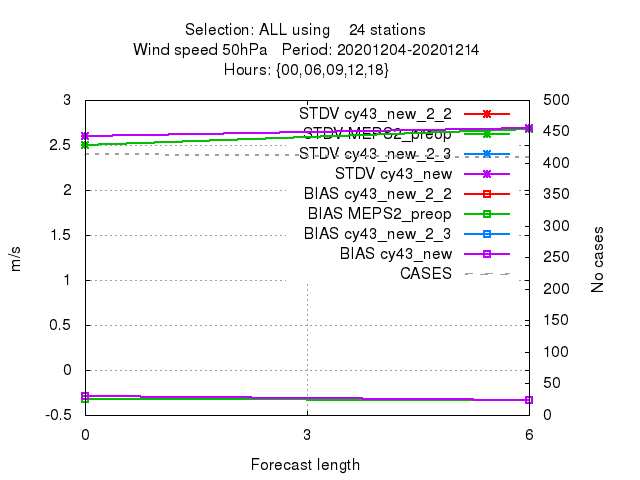 Selection: ALL using 24 stations
Wind speed 50hPa Period: 20201204-20201214
Hours: {00,06,09,12,18}
3 STDV cy43_new_2_2 500
STDV MEPS2_preop 450
2.5 STDV cy43_new_2_3 400
STDV cy43_new
2 BIAS cy43_new_2_2 350
BIAS MEPS2_preop 300
1.5 BIAS cy43_new_2_3
BIAS cy43_new 250
1 CASES 200
m/s
No cases
0.5 150
0 100
50
-0.5 0
0 3 6
Forecast length